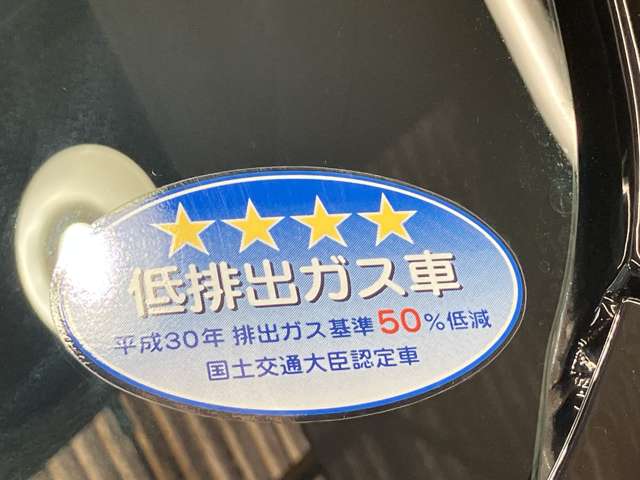 ★★★★
低排出ガス車
平成30年 排出ガス基準50%低減
国土交通大臣認定車